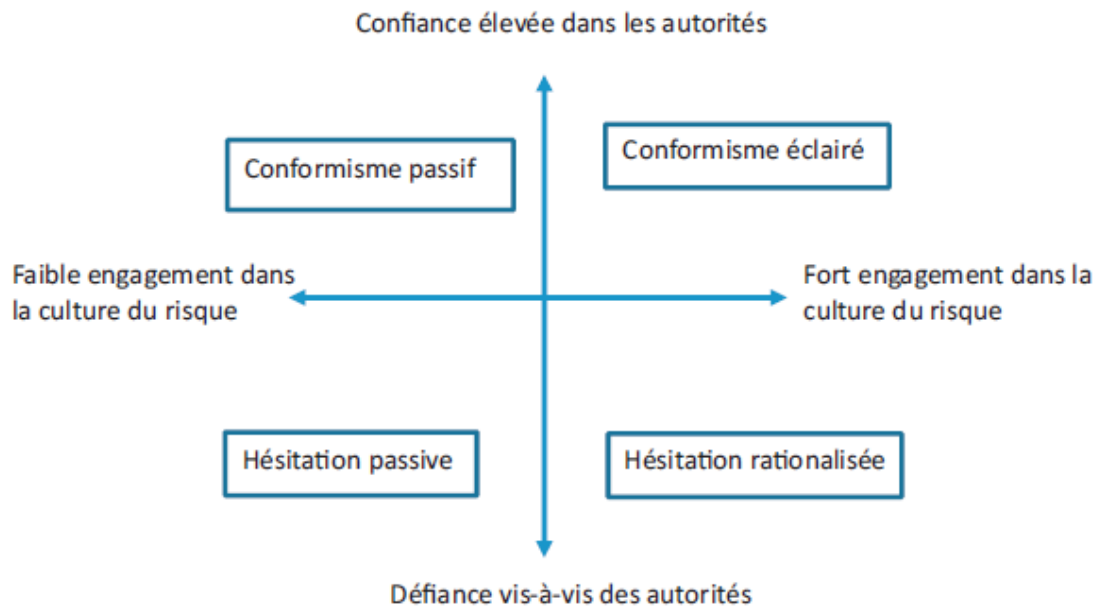 Confiance élevée dans les autorités
Conformisme passif
Conformisme éclairé
Faible engagement dans
la culture du risque
Fort engagement dans la
culture du risque
Hésitation passive
Hésitation rationalisée
Défiance vis-à-vis des autorités